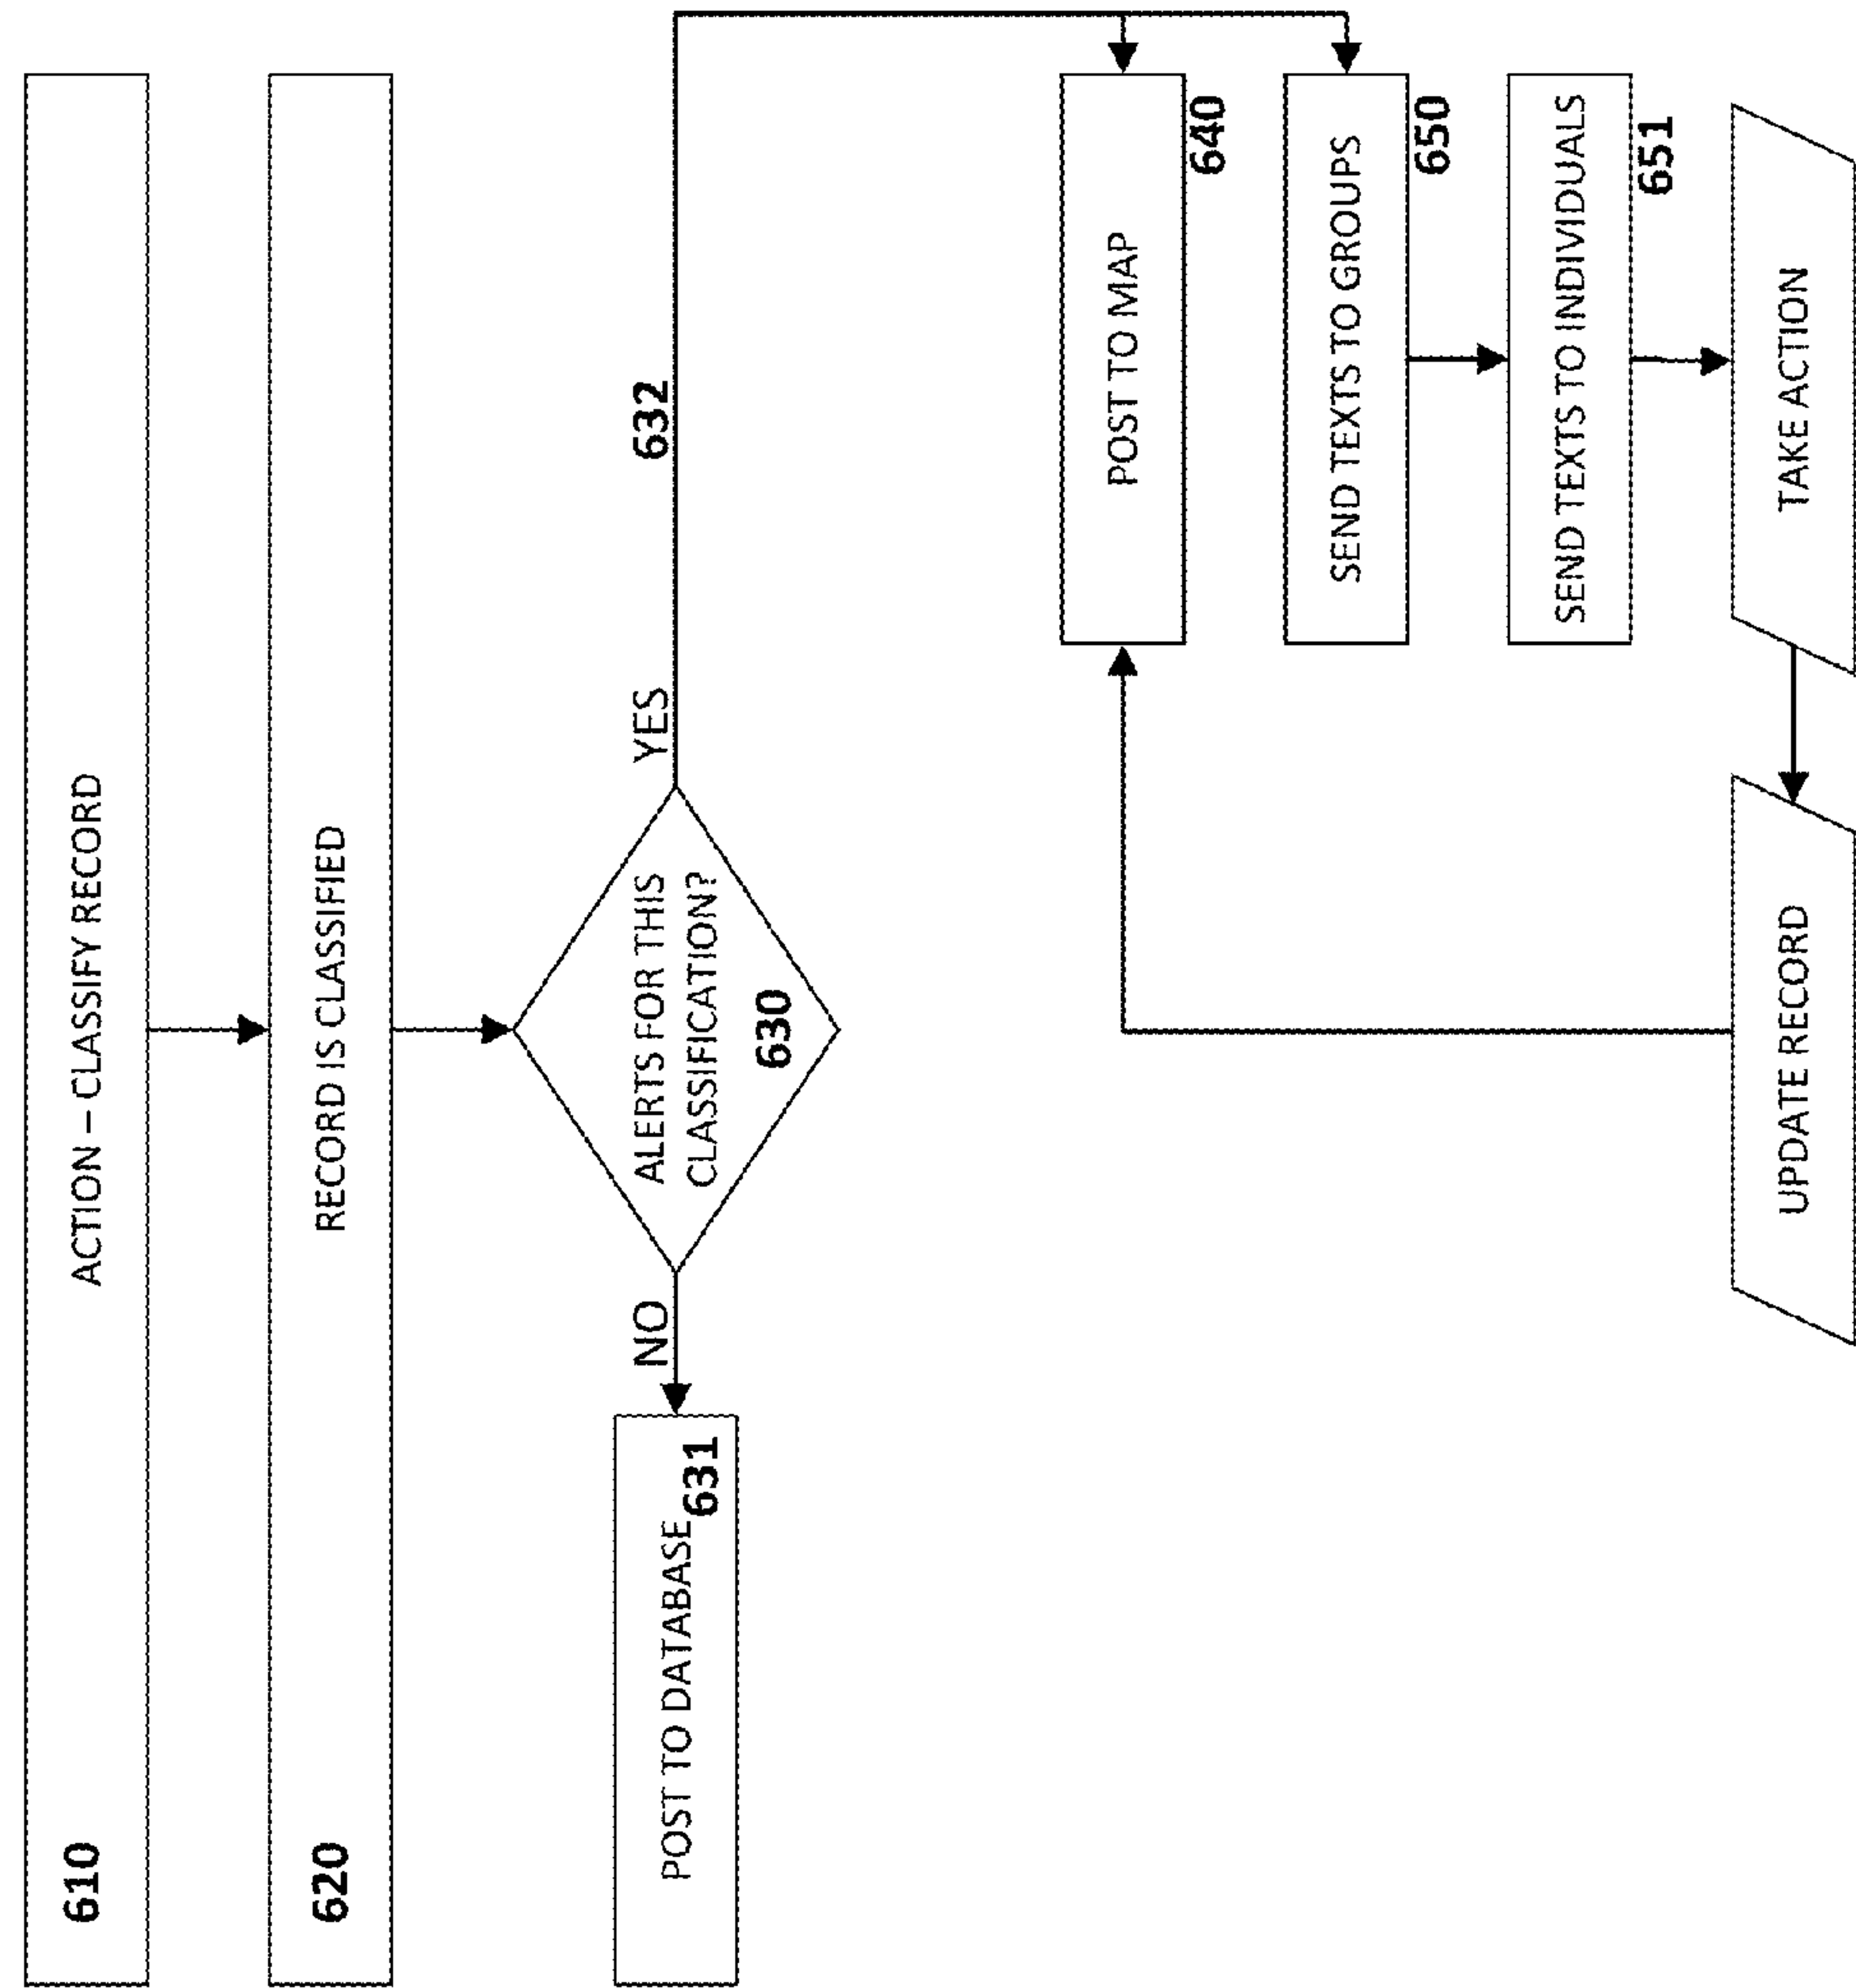 610
ACTION – CLASSIFY RECORD
620
RECORD IS CLASSIFIED
NO
ALERTS FOR THIS
CLASSIFICATION?
630
YES
632
POST TO DATABASE
631
POST TO MAP
640
SEND TEXTS TO GROUPS
650
SEND TEXTS TO INDIVIDUALS
651
UPDATE RECORD
TAKE ACTION